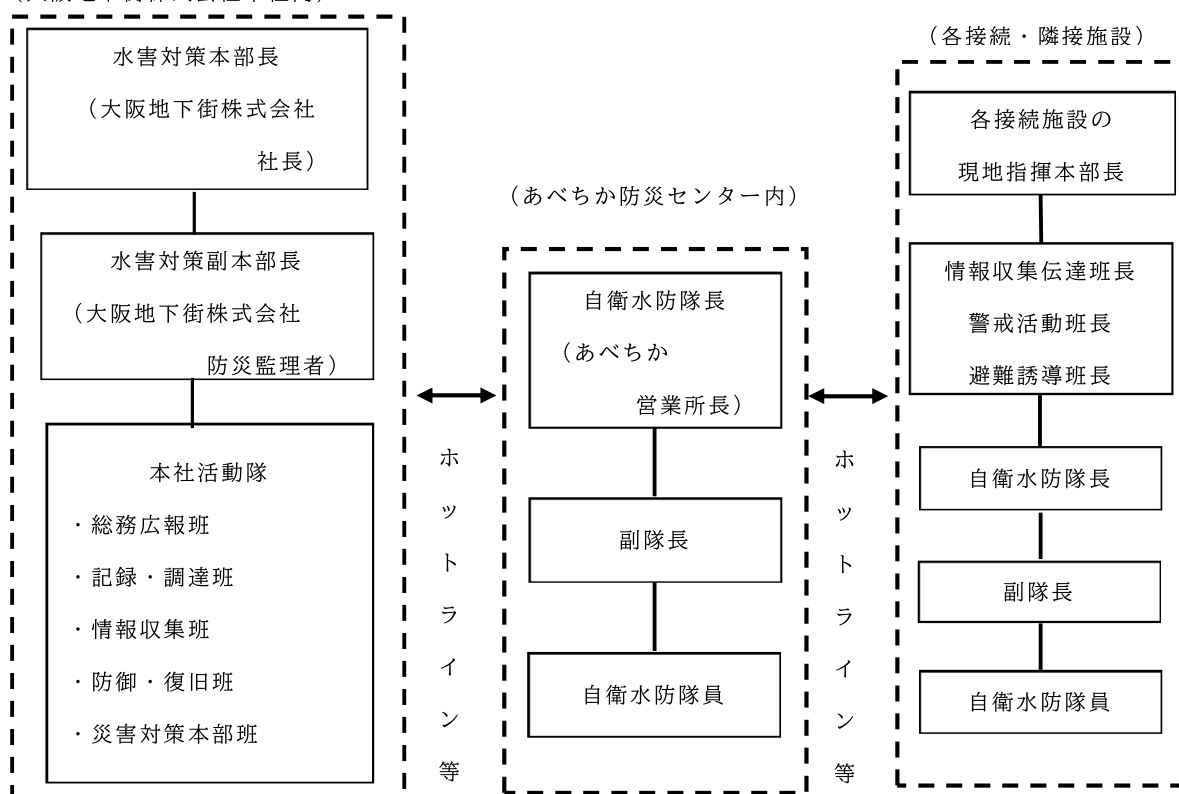 水害対策本部長
（大阪地下街株式会社
社長）
水害対策副本部長
（大阪地下街株式会社
防災監理者）
本社活動隊
・総務広報班
・記録・調達班
・情報収集班
・防御・復旧班
・災害対策本部班
ホットライン等
（あべちか防災センター内）
自衛水防隊長
（あべちか
営業所長）
副隊長
自衛水防隊員
ホットライン等
（各接続・隣接施設）
各接続施設の
現地指揮本部長
情報収集伝達班長
警戒活動班長
避難誘導班長
自衛水防隊長
副隊長
自衛水防隊員